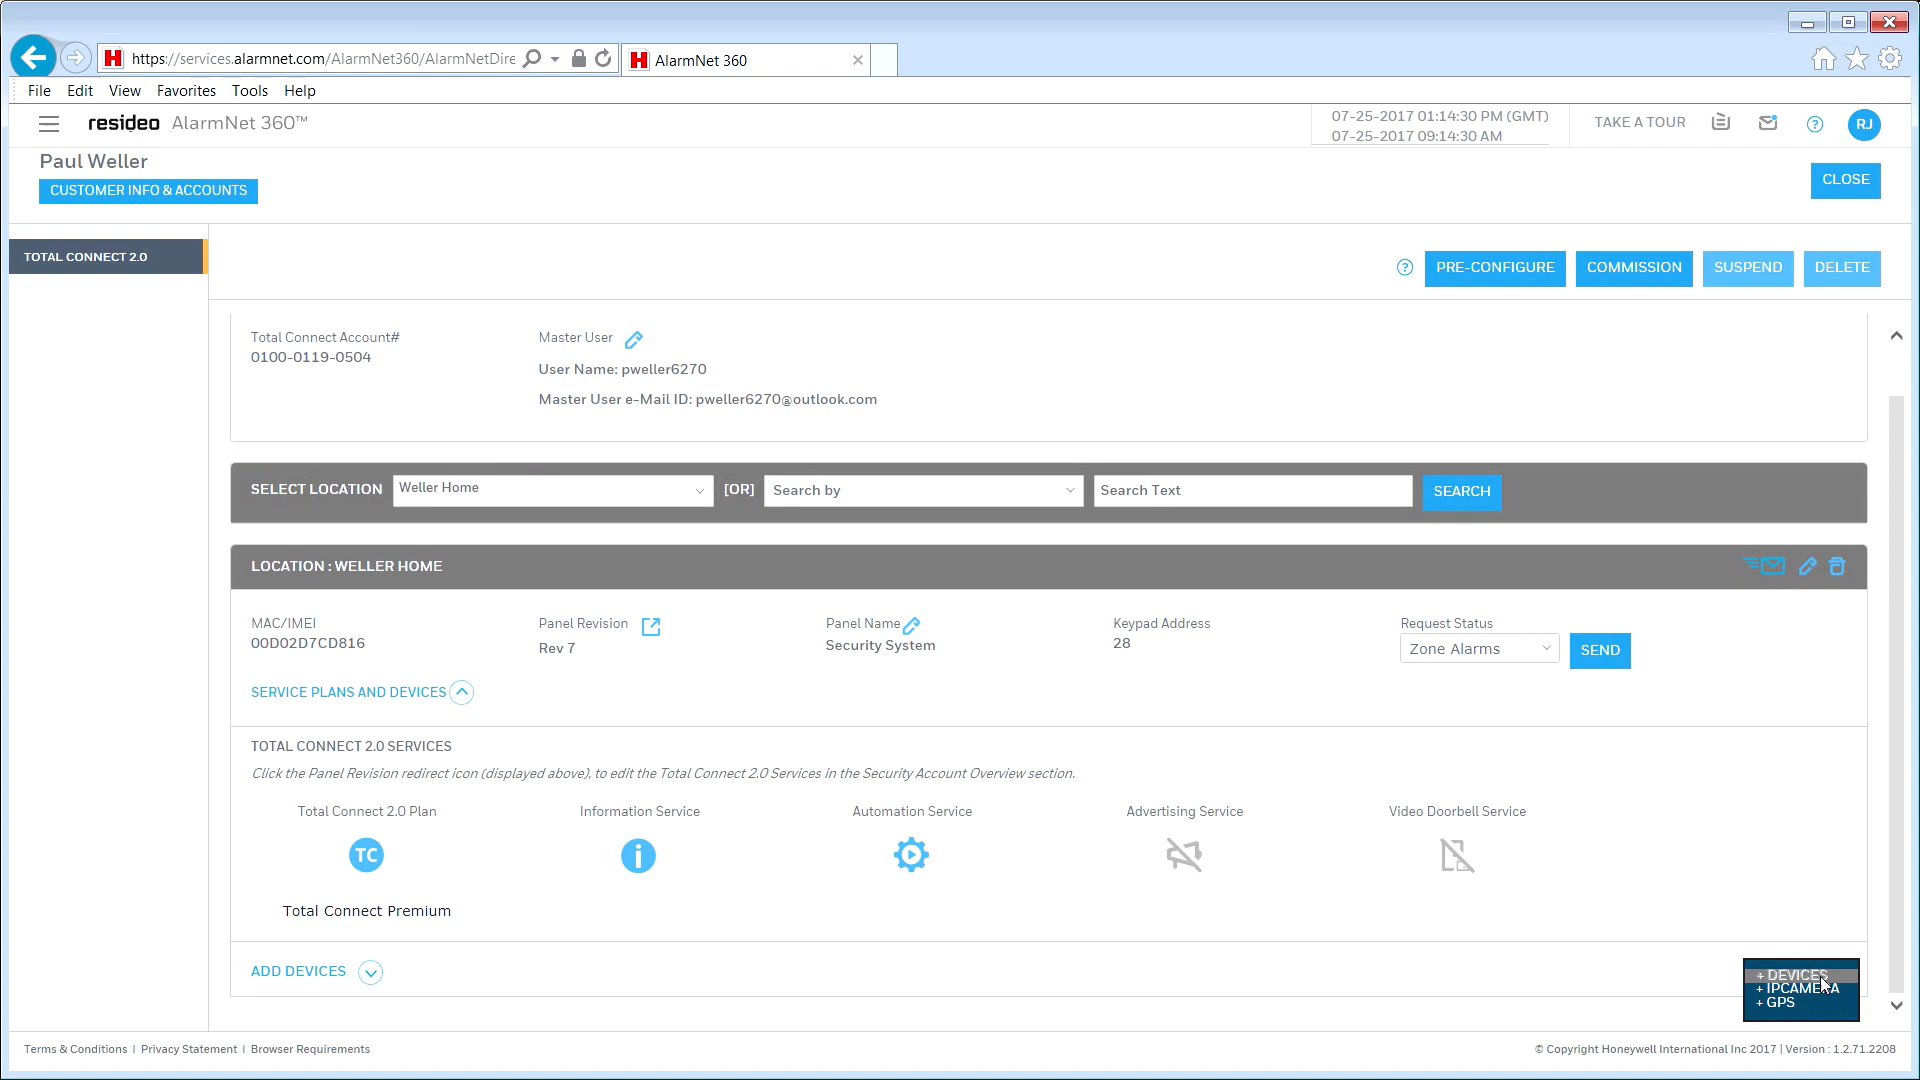 https://services.alarmnet.com/AlarmNet360/AlarmNetDire
AlarmNet 360
File Edit View Favorites Tools Help
resideo AlarmNet 360™
07-25-2017 01:14:30 PM (GMT)
07-25-2017 09:14:30 AM
TAKE A TOUR
RJ
Paul Weller
CUSTOMER INFO & ACCOUNTS
CLOSE
TOTAL CONNECT 2.0
PRE-CONFIGURE COMMISSION SUSPEND DELETE
Total Connect Account#
0100-0119-0504
Master User
User Name: pweller6270
Master User e-Mail ID: pweller6270@outlook.com
SELECT LOCATION Weller Home [OR] Search by Search Text SEARCH
LOCATION : WELLER HOME
MAC/IMEI
00D02D7CD816
Panel Revision
Rev 7
Panel Name
Security System
Keypad Address
28
Request Status
Zone Alarms SEND
SERVICE PLANS AND DEVICES
TOTAL CONNECT 2.0 SERVICES
Click the Panel Revision redirect icon (displayed above), to edit the Total Connect 2.0 Services in the Security Account Overview section.
Total Connect 2.0 Plan Information Service Automation Service Advertising Service Video Doorbell Service
TC
Total Connect Premium
ADD DEVICES
+ DEVICES
+ IPCAMERA
+ GPS
Terms & Conditions | Privacy Statement | Browser Requirements
© Copyright Honeywell International Inc 2017 | Version : 1.2.71.2208